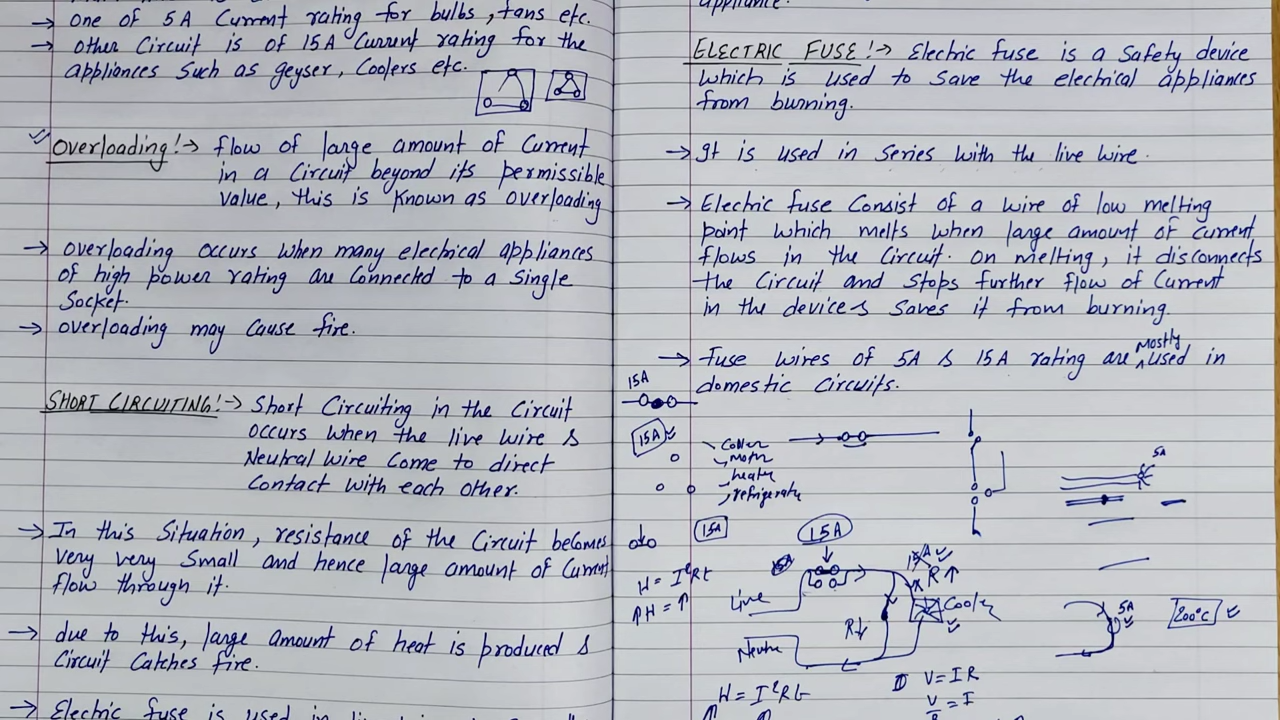 → one of 5A Current rating for bulbs, fans etc.
→ other Circuit is of 15A Current rating for the
appliances such as geyser, Coolers etc.
Overloading!→ flow of large amount of Current
in a Circuit beyond its permissible
value, this is known as overloading
→ overloading occurs when many electrical appliances
of high power rating are Connected to a Single
Socket.
→ overloading may Cause fire.
SHORT CIRCUITING!→ Short Circuiting in the Circuit
occurs when the live wire &
Neutral wire Come to direct
Contact with each other.
→ In this Situation, resistance of the Circuit becomes
very very Small and hence large amount of Current
flow through it.
→ due to this, large amount of heat is produced &
Circuit Catches fire.
→ Electric fuse is used in
appliance.
ELECTRIC FUSE!→ Electric fuse is a Safety device
which is used to save the electrical appliances
from burning.
→ It is used in Series with the live wire.
→ Electric fuse Consist of a wire of low melting
point which melts when large amount of Current
flows in the Circuit. on melting, it disconnects
the Circuit and Stops further flow of Current
in the device & Saves it from burning.
→ Fuse wires of 5A & 15A rating are mostly used in
domestic Circuits.
15A
15A
Motor
heater
refrigerator
5A
15A
15A
15A
H = I²Rt
↑H = ↑
Live
R↑
Cooler
R↓
5A
200°C
H = I²Rt
V = IR
V = I